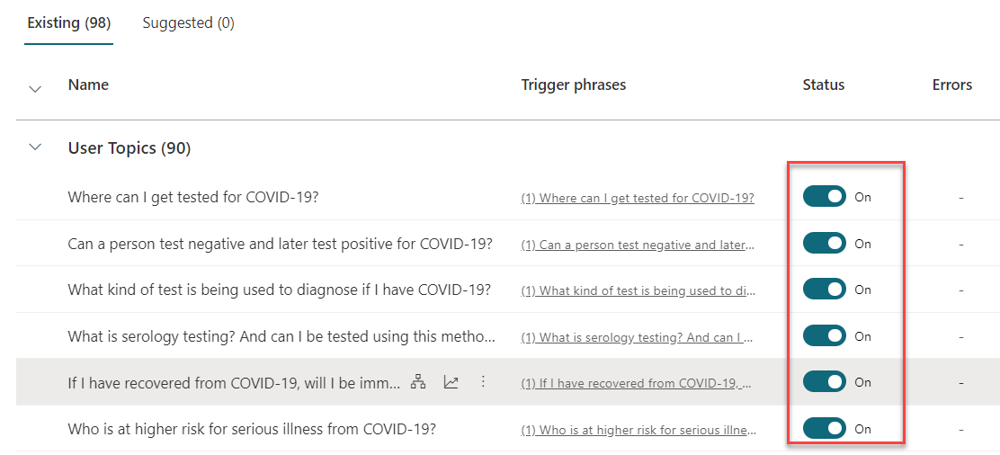 Existing (98) Suggested (0)
Name Trigger phrases Status Errors
User Topics (90)
Where can I get tested for COVID-19? (1) Where can I get tested for COVID-19? On -
Can a person test negative and later test positive for COVID-19? (1) Can a person test negative and later... On -
What kind of test is being used to diagnose if I have COVID-19? (1) What kind of test is being used to di... On -
What is serology testing? And can I be tested using this metho... (1) What is serology testing? And can I ... On -
If I have recovered from COVID-19, will I be imm... (1) If I have recovered from COVID-19, ... On -
Who is at higher risk for serious illness from COVID-19? (1) Who is at higher risk for serious illne... On -